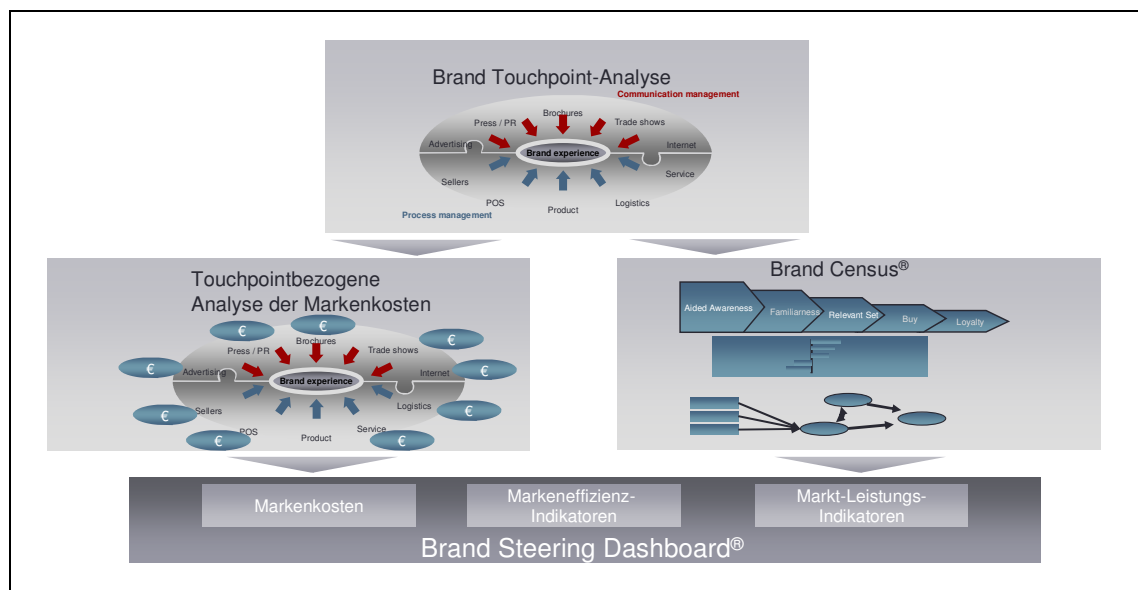 Brand Touchpoint-Analyse
Communication management
Brochures
Press / PR
Trade shows
Advertising
Internet
Brand experience
Sellers
Service
POS
Logistics
Product
Process management
Touchpointbezogene
Analyse der Markenkosten
€
€
€
Brochures
Press / PR
Trade shows
€
€
Advertising
Internet
Brand experience
€
€
Sellers
Logistics
POS
Service
Product
€
€
Brand Census®
Aided Awareness
Familiarness
Relevant Set
Buy
Loyalty
Markenkosten
Markeneffizienz-
Indikatoren
Markt-Leistungs-
Indikatoren
Brand Steering Dashboard®